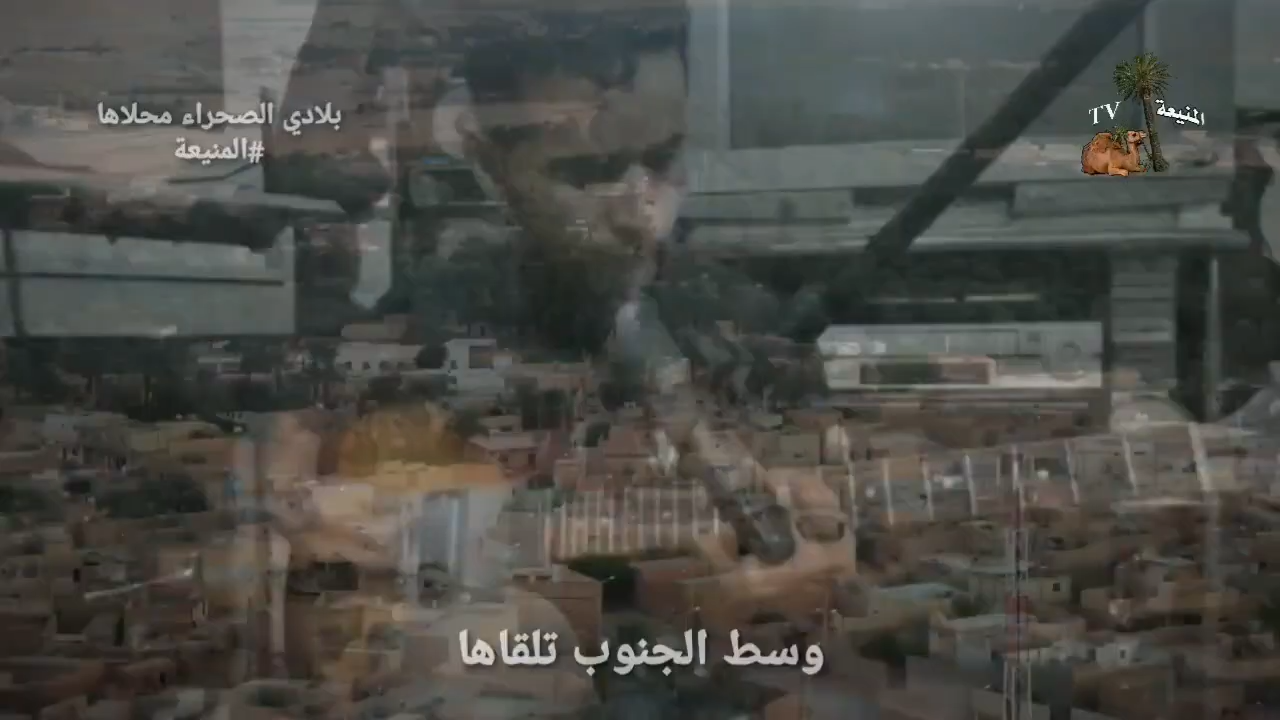 بلادي الصحراء محلاها
#المنيعة
TV المنيعة
وسط الجنوب تلقاها